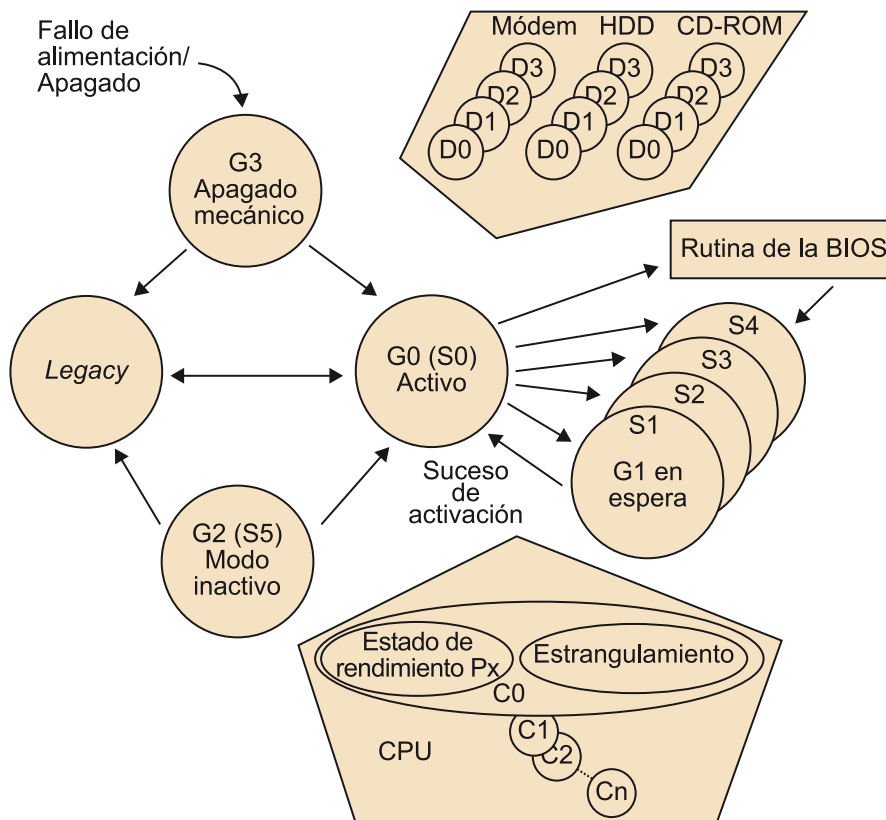 Fallo de
alimentación/
Apagado
Módem HDD CD-ROM
D3 D3 D3
D2 D2 D2
D1 D1 D1
D0 D0 D0
G3
Apagado
mecánico
Rutina de la BIOS
Legacy
G0 (S0)
Activo
S4
S3
S2
S1
G1 en
espera
Suceso
de
activación
G2 (S5)
Modo
inactivo
Estado de
rendimiento Px
Estrangulamiento
C0
C1
CPU
C2
Cn